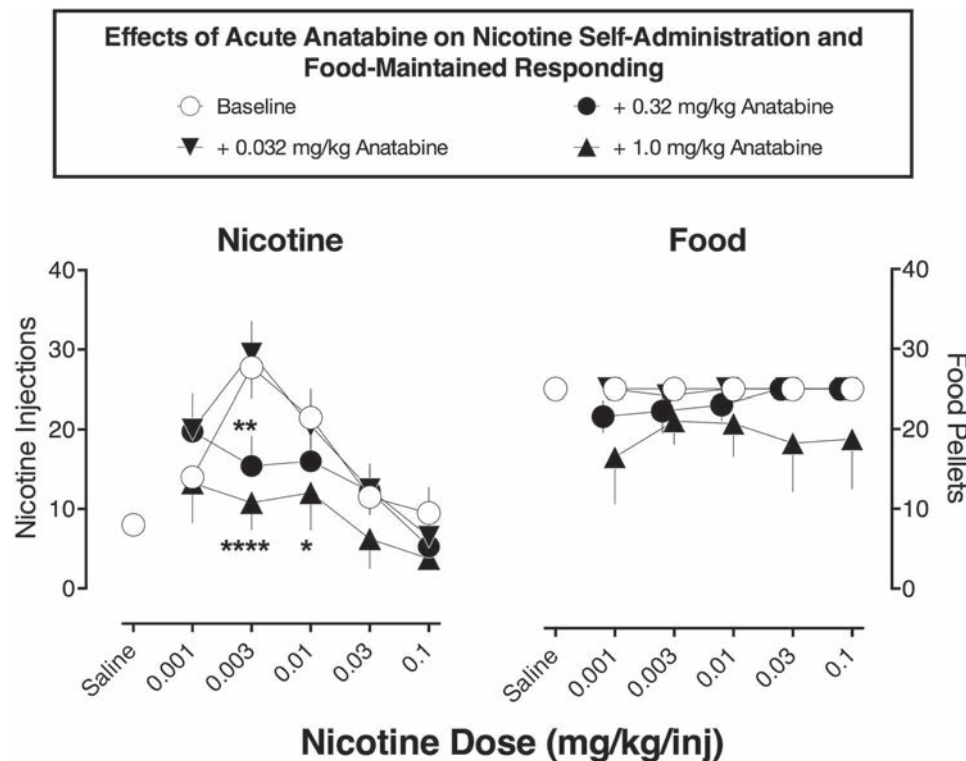 Effects of Acute Anatabine on Nicotine Self-Administration and
Food-Maintained Responding
Baseline
+ 0.32 mg/kg Anatabine
+ 0.032 mg/kg Anatabine
+ 1.0 mg/kg Anatabine
Nicotine
Food
Nicotine Injections
40
30
20
10
0
**
****
*
Saline
0.001
0.003
0.01
0.03
0.1
40
30
20
10
0
Food Pellets
Saline
0.001
0.003
0.01
0.03
0.1
Nicotine Dose (mg/kg/inj)